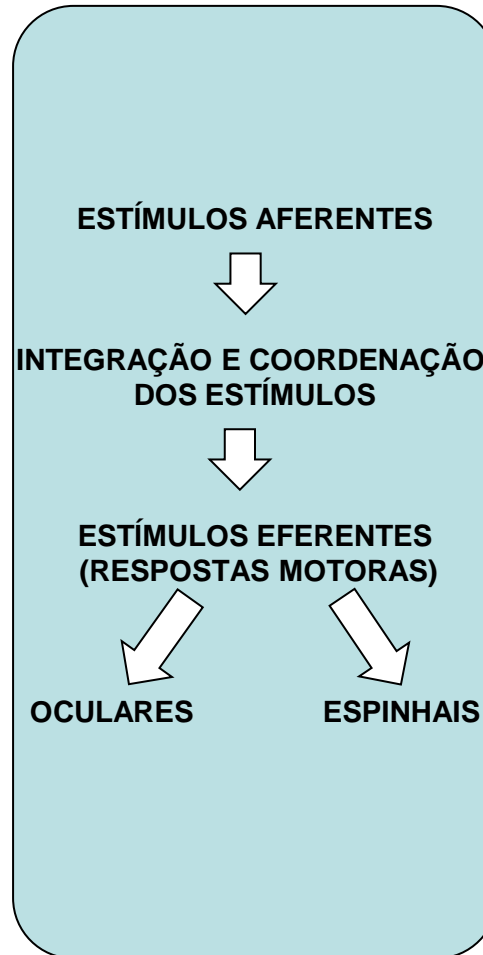 ESTÍMULOS AFERENTES
INTEGRAÇÃO E COORDENAÇÃO
DOS ESTÍMULOS
ESTÍMULOS EFERENTES
(RESPOSTAS MOTORAS)
OCULARES ESPINHAIS